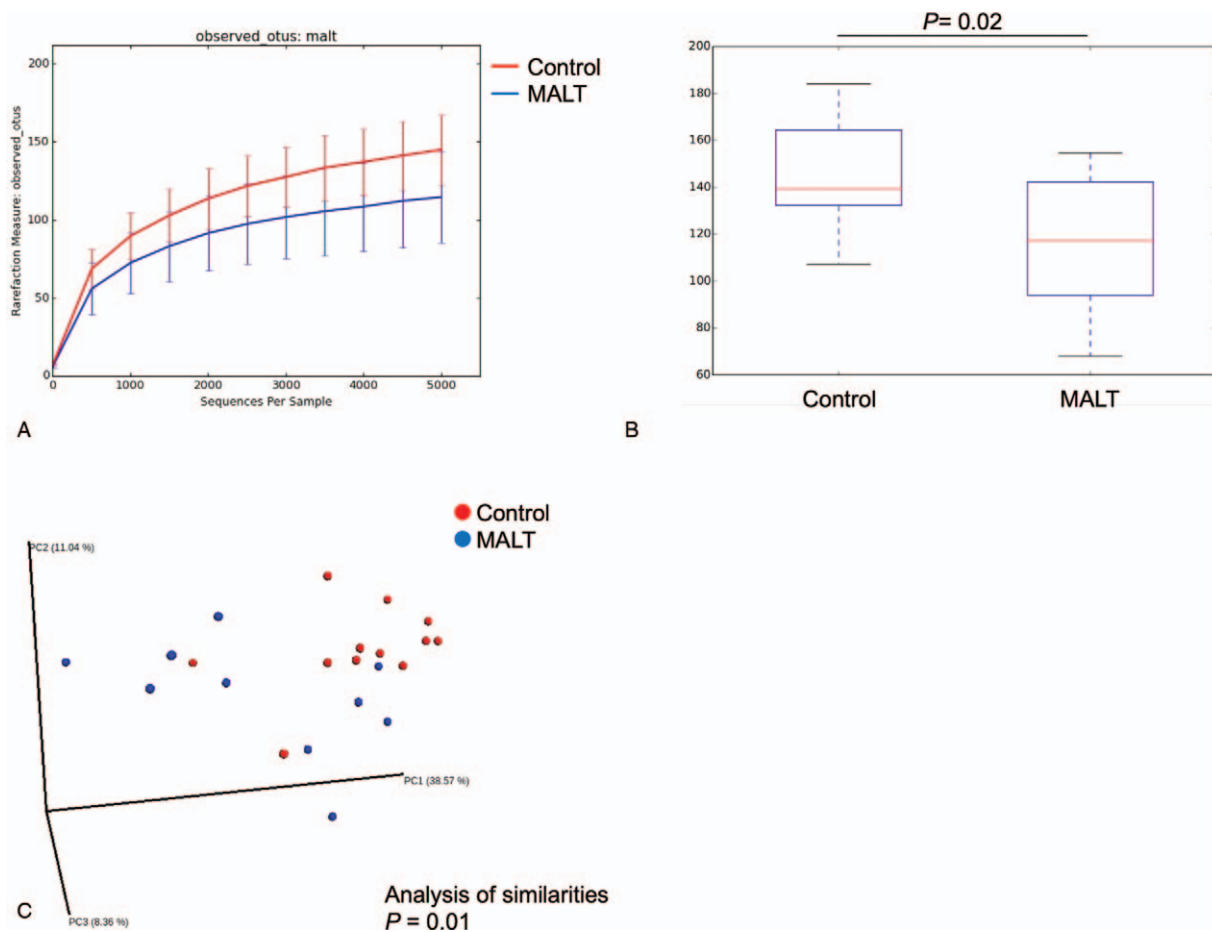 observed_otus: malt
200
150
100
50
0
Rarefaction Measure: observed_otus
0 1000 2000 3000 4000 5000
Sequences Per Sample
Control
MALT
A
P= 0.02
200
180
160
140
120
100
80
60
Control MALT
B
Control
MALT
PC2 (11.04 %)
PC1 (38.57 %)
PC3 (8.36 %)
Analysis of similarities
P = 0.01
C